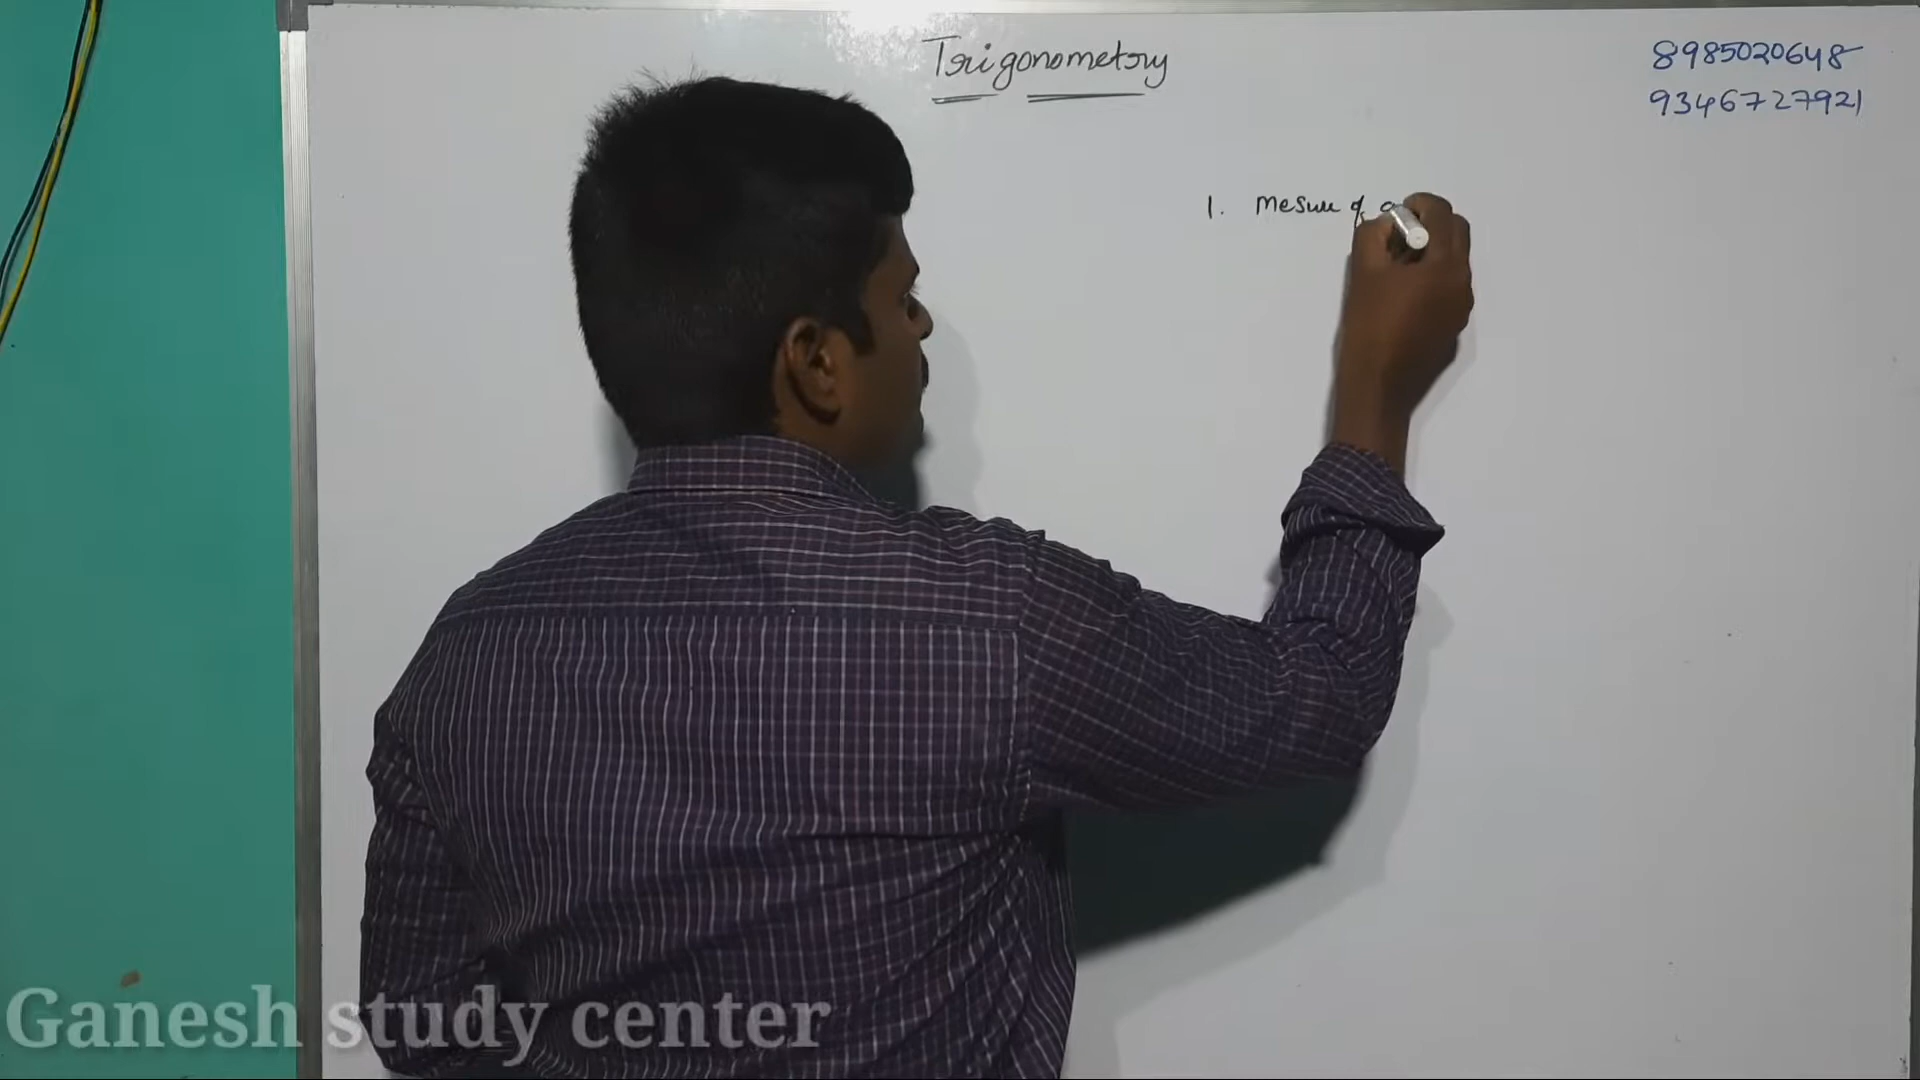 Trigonometry
8985020648
9346727921
1. Mesure of
Ganesh study center